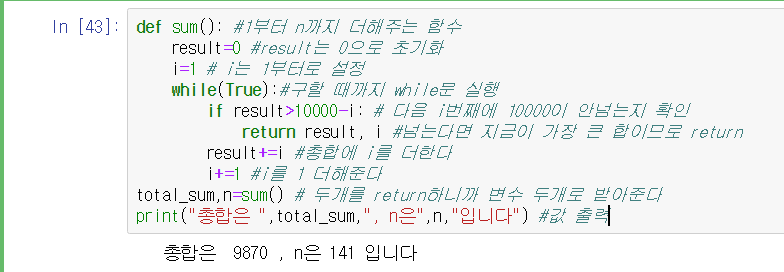 In [43]: def sum(): #1부터 n까지 더해주는 함수
result=0 #result는 0으로 초기화
i=1 # i는 1부터로 설정
while(True):#구할 때까지 while문 실행
if result>10000-i: # 다음 i번째에 100000이 안넘는지 확인
return result, i #넘는다면 지금이 가장 큰 합이므로 return
result+=i #총합에 i를 더한다
i+=1 #i를 1 더해준다
total_sum,n=sum() # 두개를 return하니까 변수 두개로 받아준다
print("총합은 ",total_sum,", n은",n,"입니다") #값 출력
총합은  9870 , n은 141 입니다